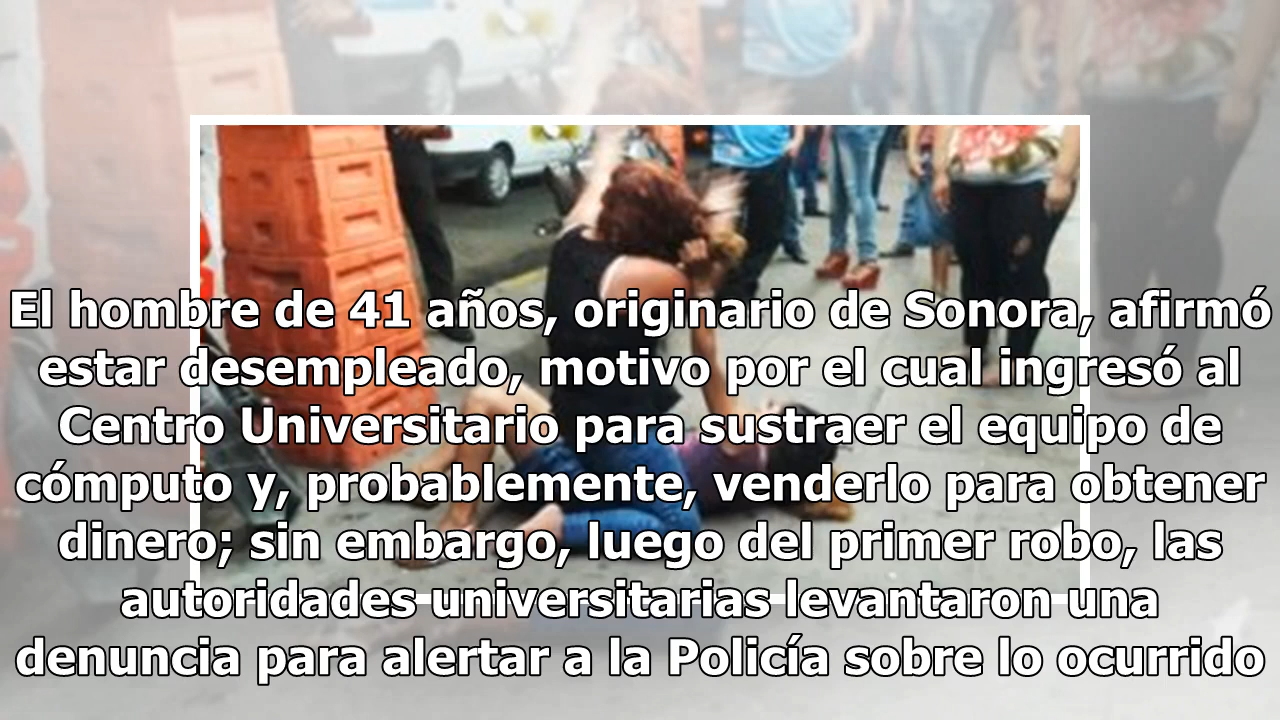 El hombre de 41 años, originario de Sonora, afirmó
estar desempleado, motivo por el cual ingresó al
Centro Universitario para sustraer el equipo de
cómputo y, probablemente, venderlo para obtener
dinero; sin embargo, luego del primer robo, las
autoridades universitarias levantaron una
denuncia para alertar a la Policía sobre lo ocurrido